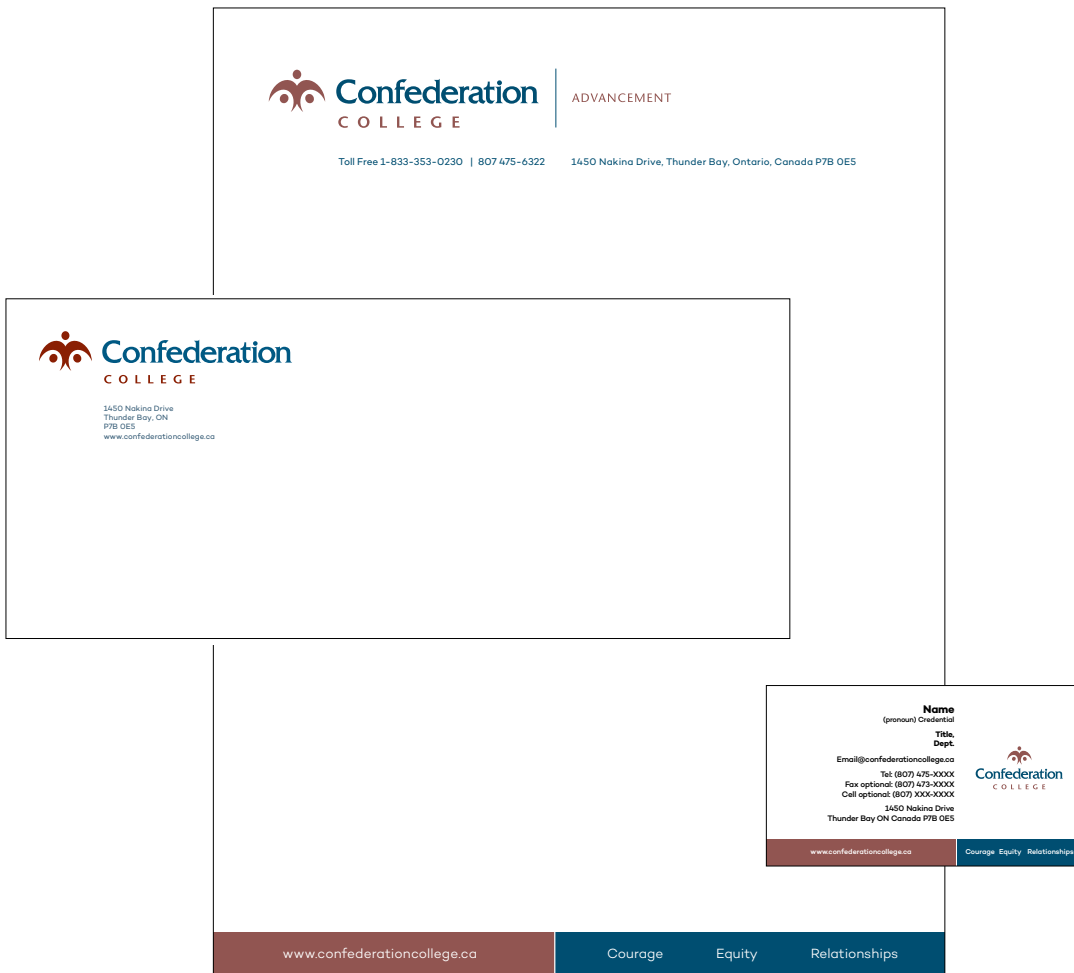 Confederation
COLLEGE
ADVANCEMENT
Toll Free 1-833-353-0230 | 807 475-6322 1450 Nakina Drive, Thunder Bay, Ontario, Canada P7B 0E5
Confederation
COLLEGE
1450 Nakina Drive
Thunder Bay, ON
P7B 0E5
www.confederationcollege.ca
Name
(pronoun) Credential
Title,
Dept.
Email@confederationcollege.ca
Tel: (807) 475-XXXX
Fax optional: (807) 473-XXXX
Cell optional: (807) XXX-XXXX
1450 Nakina Drive
Thunder Bay ON Canada P7B 0E5
Confederation
COLLEGE
www.confederationcollege.ca
Courage Equity Relationships
www.confederationcollege.ca
Courage Equity Relationships